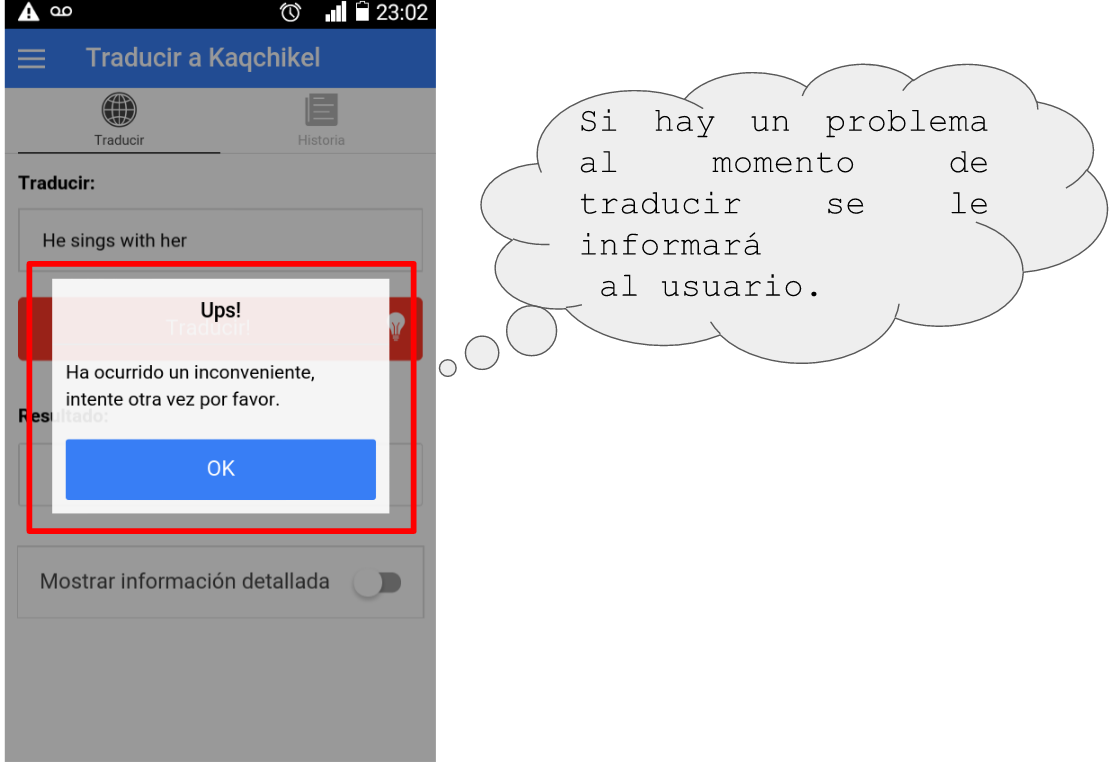 23:02
Traducir a Kaqchikel
Traducir
Historia
Traducir:
He sings with her
Ups!
Traducir!
Ha ocurrido un inconveniente,
intente otra vez por favor.
Resultado:
OK
Mostrar información detallada
Si hay un problema
al momento de
traducir se le
informará
al usuario.